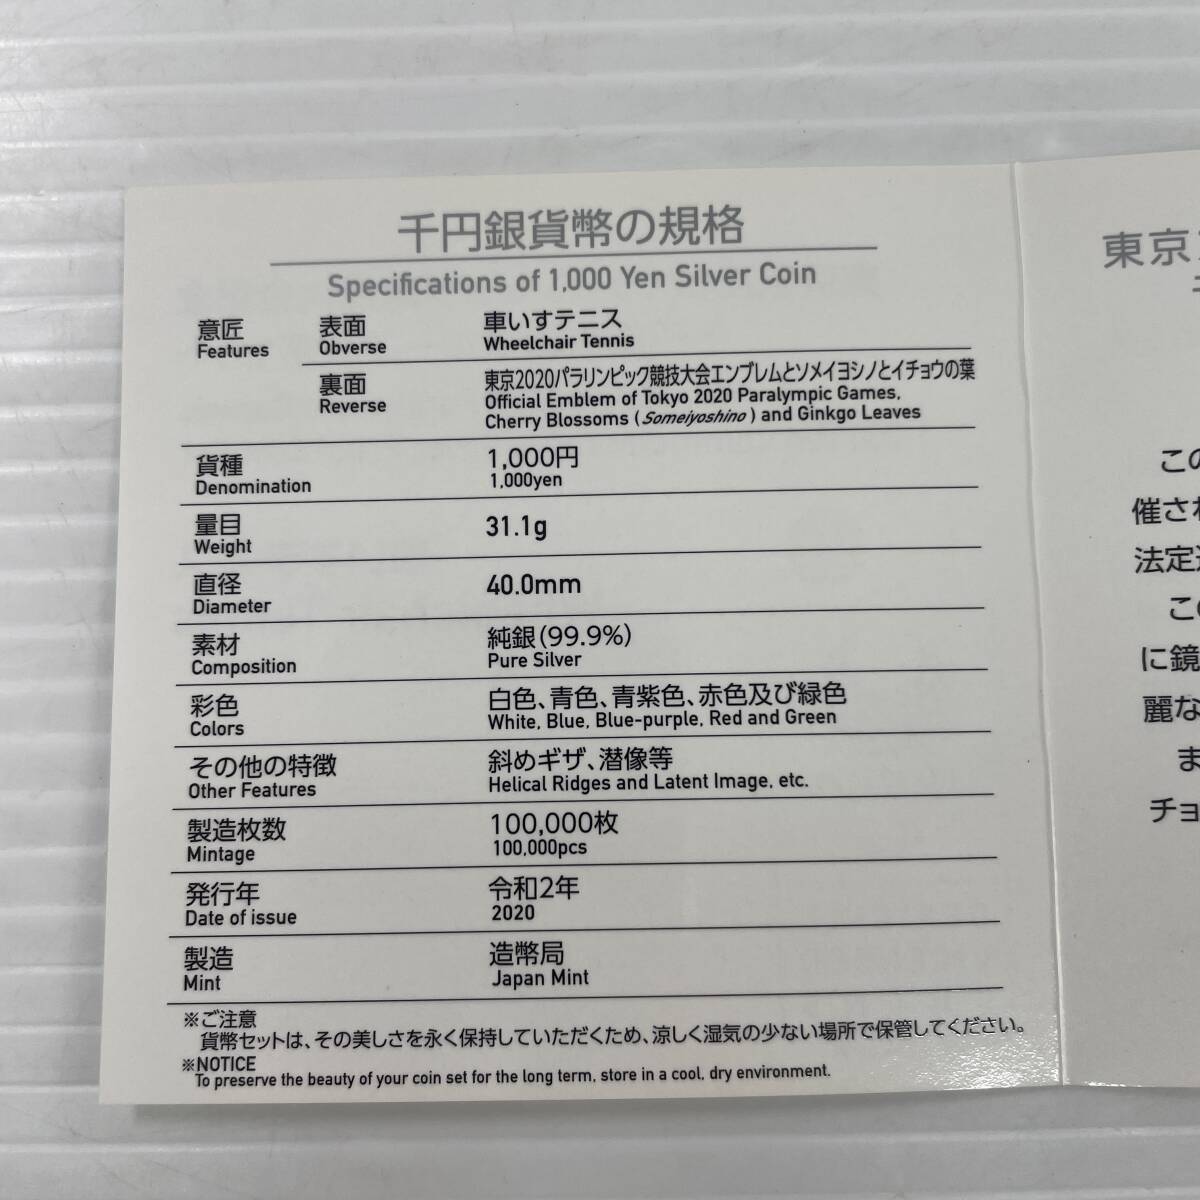 千円銀貨幣の規格
Specifications of 1,000 Yen Silver Coin
意匠 表面 車いすテニス
Features Obverse Wheelchair Tennis
裏面 東京2020パラリンピック競技大会エンブレムとソメイヨシノとイチョウの葉
Reverse Official Emblem of Tokyo 2020 Paralympic Games,
Cherry Blossoms (Someiyoshino) and Ginkgo Leaves
貨種 1,000円
Denomination 1,000yen
量目 31.1g
Weight
直径 40.0mm
Diameter
素材 純銀(99.9%)
Composition Pure Silver
彩色 白色、青色、青紫色、赤色及び緑色
Colors White, Blue, Blue-purple, Red and Green
その他の特徴 斜めギザ、潜像等
Other Features Helical Ridges and Latent Image, etc.
製造枚数 100,000枚
Mintage 100,000pcs
発行年 令和2年
Date of issue 2020
製造 造幣局
Mint Japan Mint
※ご注意
貨幣セットは、その美しさを永く保持していただくため、涼しく湿気の少ない場所で保管してください。
※NOTICE
To preserve the beauty of your coin set for the long term, store in a cool, dry environment.
東京
この
催され
法定
この
に鏡
麗な
ま
チョ